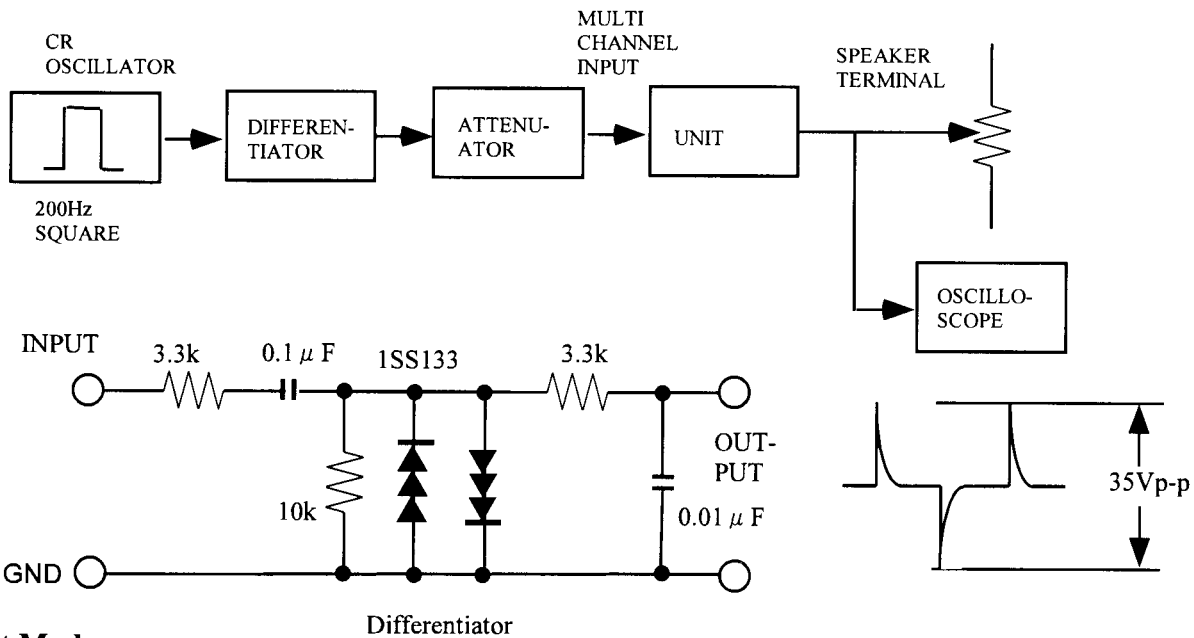 CR
OSCILLATOR
200Hz
SQUARE
DIFFEREN-
TIATOR
ATTENU-
ATOR
MULTI
CHANNEL
INPUT
UNIT
SPEAKER
TERMINAL
OSCILLO-
SCOPE
INPUT
3.3k
0.1 μ F
1SS133
3.3k
10k
OUT-
PUT
0.01 μ F
GND
35Vp-p
Differentiator